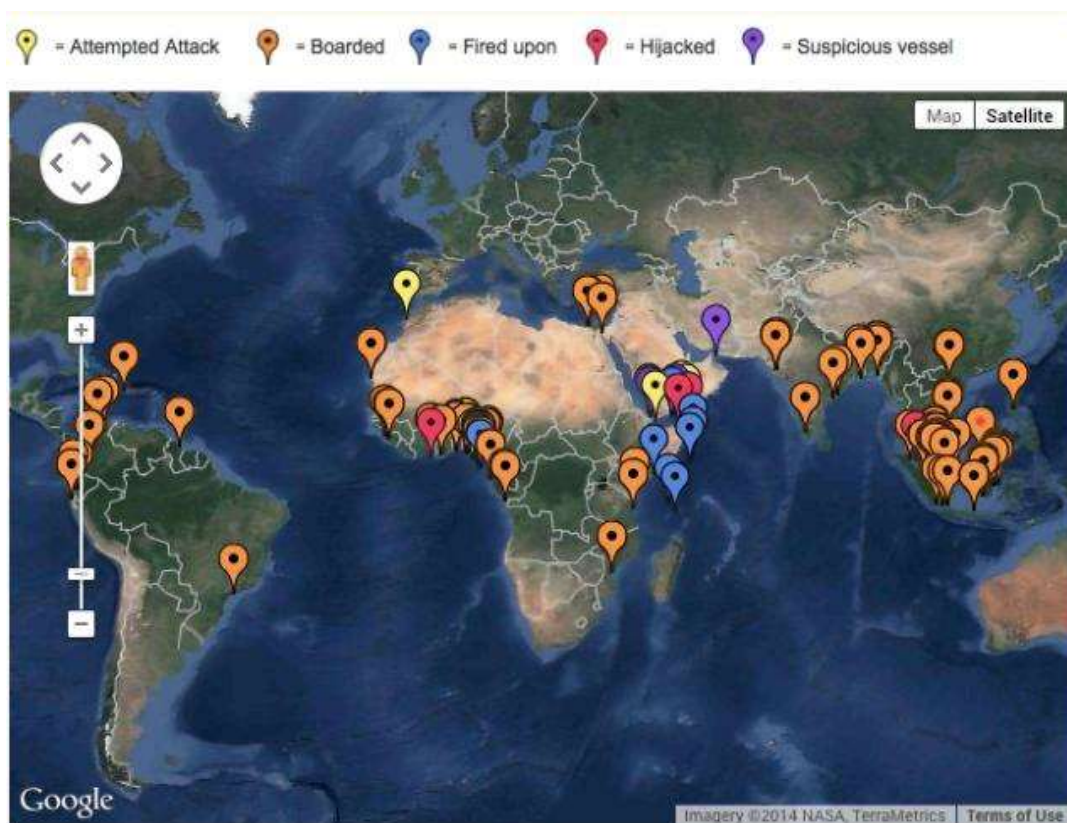 = Attempted Attack = Boarded = Fired upon = Hijacked = Suspicious vessel
Map Satellite
Google
Imagery ©2014 NASA, TerraMetrics Terms of Use